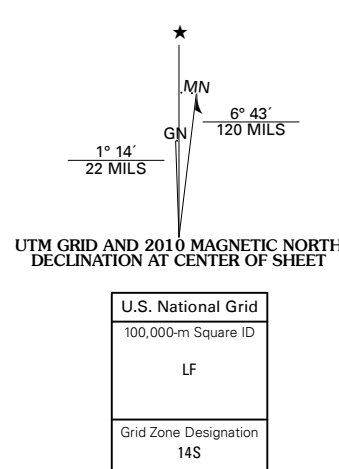 ★
MN
GN
6° 43´
120 MILS
1° 14´
22 MILS
UTM GRID AND 2010 MAGNETIC NORTH
DECLINATION AT CENTER OF SHEET
U.S. National Grid
100,000-m Square ID
LF
Grid Zone Designation
14S